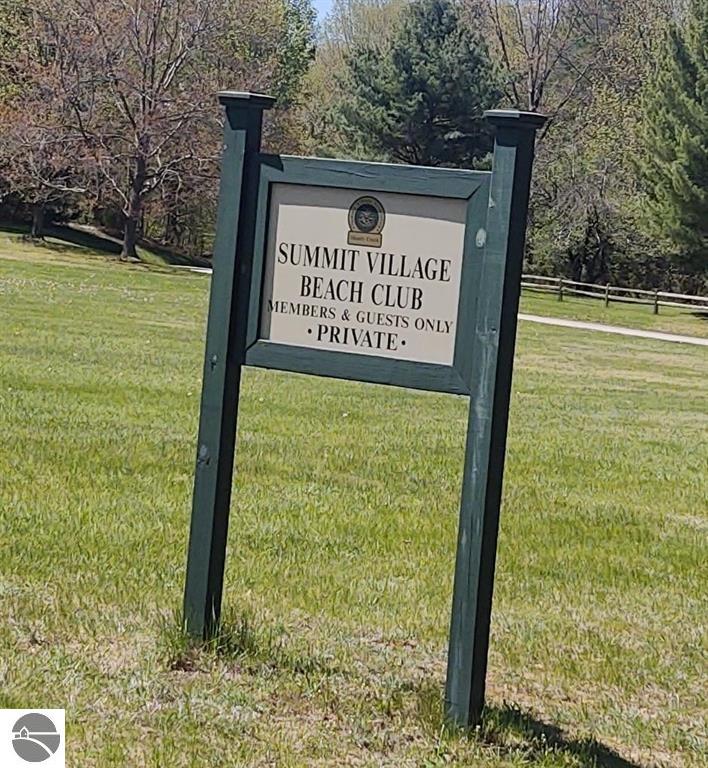 SUMMIT VILLAGE
BEACH CLUB
MEMBERS & GUESTS ONLY
• PRIVATE •